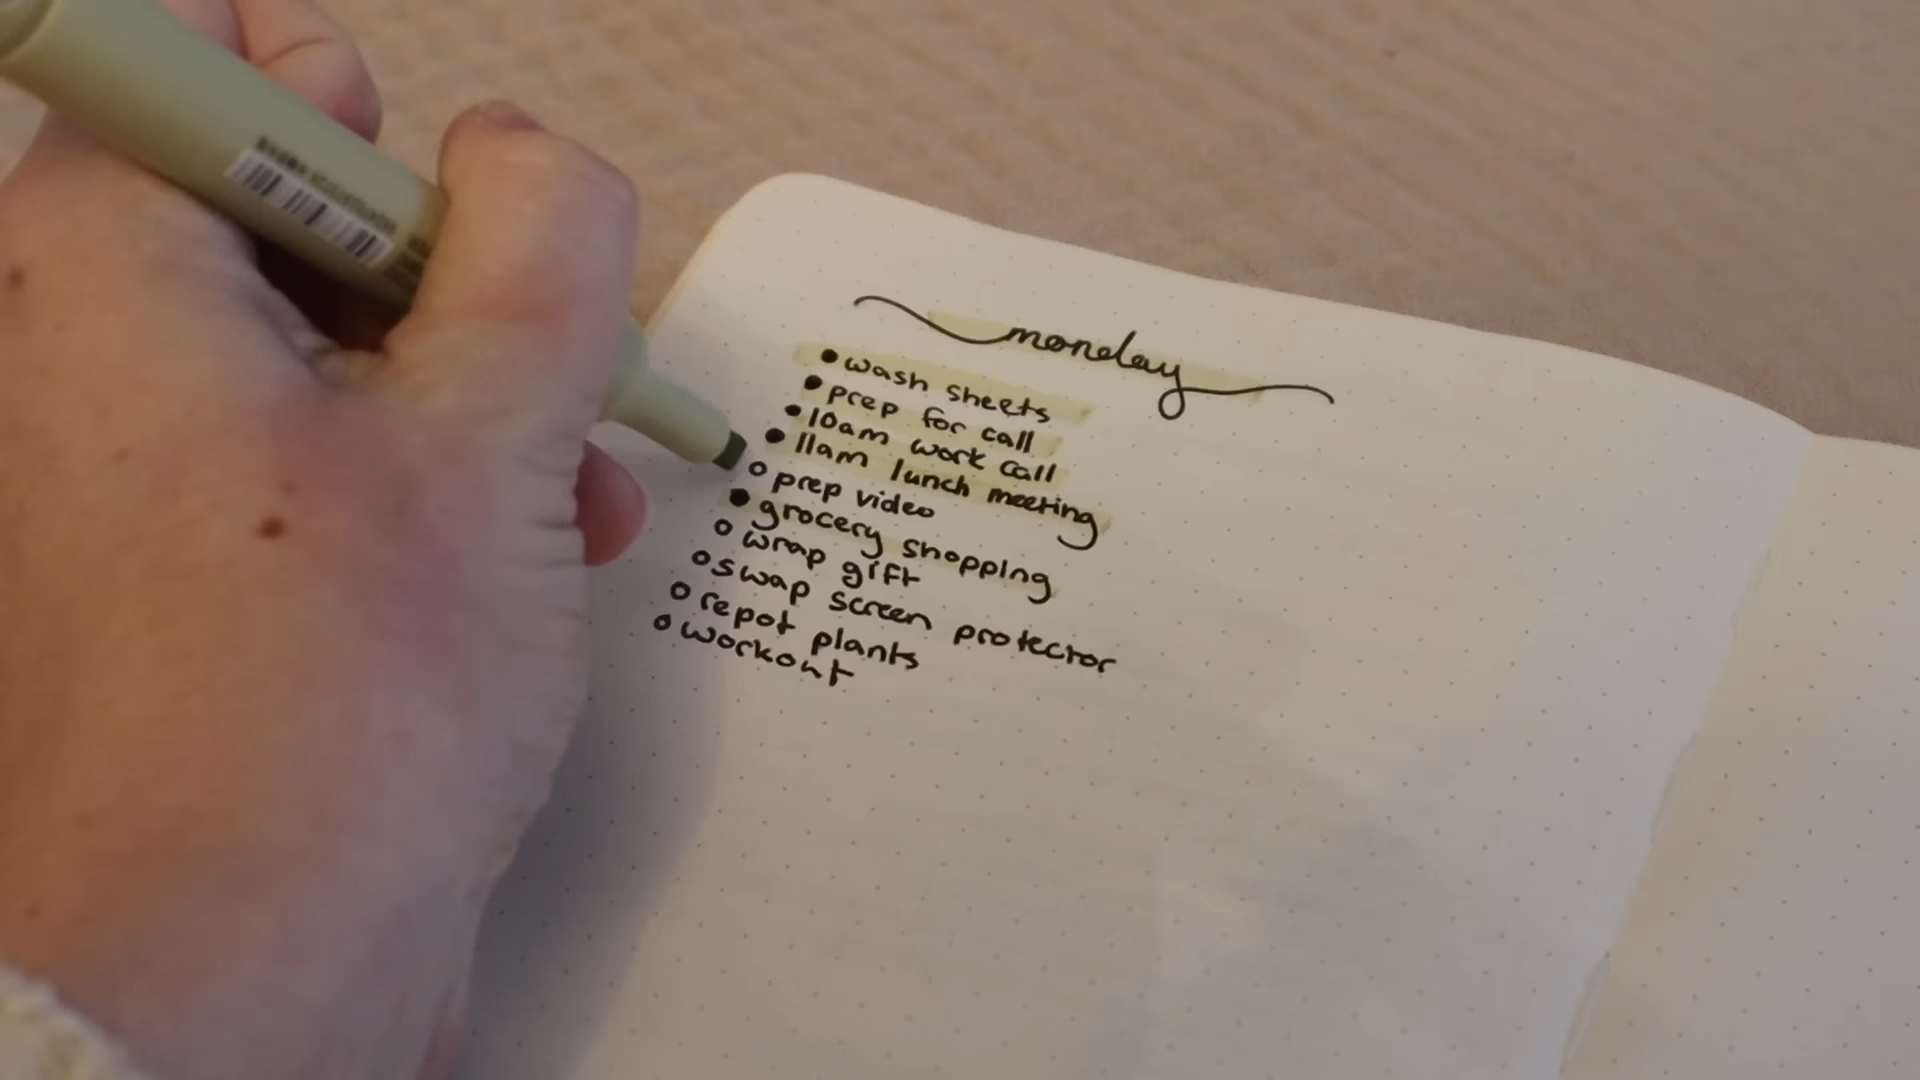 monday
● wash sheets
● prep for call
● 10am work call
● 11am lunch meeting
○ prep video
● grocery shopping
○ wrap gift
○ swap screen protector
○ repot plants
○ workout